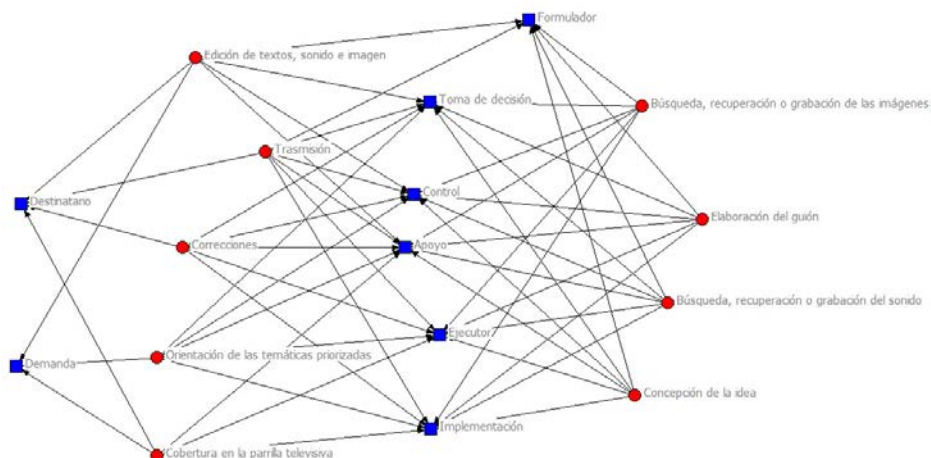 Formulador
Edición de textos, sonido e imagen
Toma de decisión
Búsqueda, recuperación o grabación de las imágenes
Trasmisión
Control
Destinatario
Elaboración del guión
Correcciones
Apoyo
Búsqueda, recuperación o grabación del sonido
Ejecutor
Orientación de las temáticas priorizadas
Demanda
Concepción de la idea
Implementación
Cobertura en la parrilla televisiva